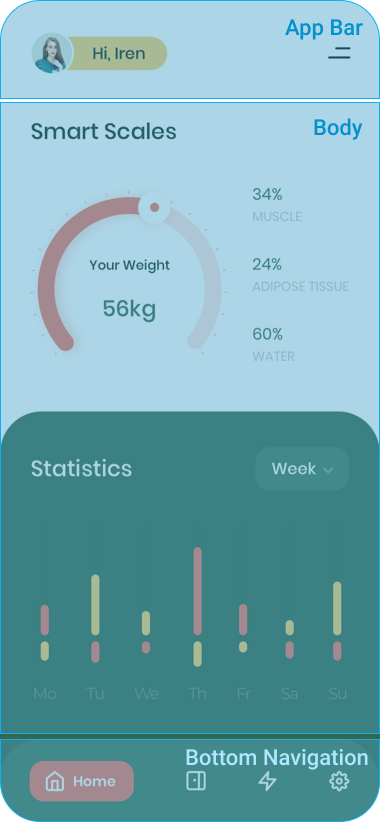 App Bar
Hi, Iren
Smart Scales
Body
34%
MUSCLE
Your Weight
24%
ADIPOSE TISSUE
56kg
60%
WATER
Statistics
Week
Mo Tu We Th Fr Sa Su
Bottom Navigation
Home